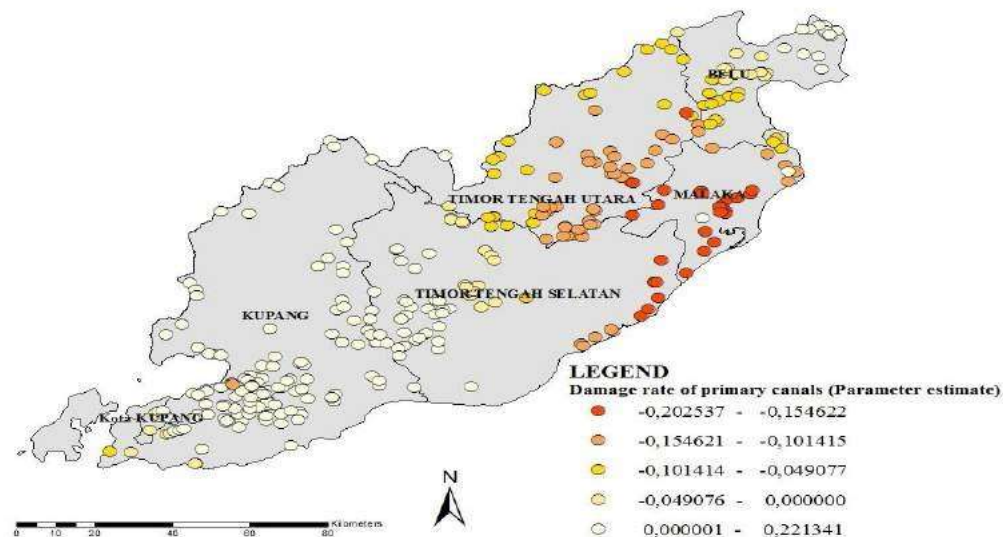 BELU
TIMOR TENGAH UTARA
MALAKA
TIMOR TENGAH SELATAN
KUPANG
Kota KUPANG
LEGEND
Damage rate of primary canals (Parameter estimate)
-0,202537 - -0,154622
-0,154621 - -0,101415
-0,101414 - -0,049077
-0,049076 - 0,000000
0,000001 - 0,221341
N
Kilometers
0 10 20 40 60 80